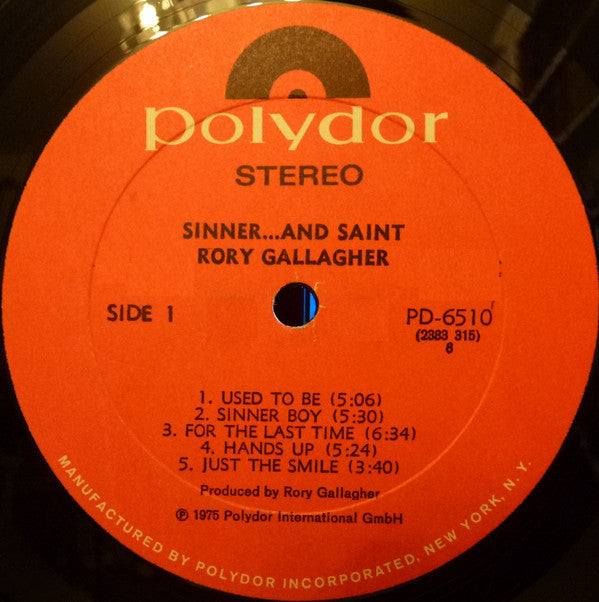 polydor
STEREO
SINNER...AND SAINT
RORY GALLAGHER
SIDE 1
PD-6510
(2383 315)
6
1. USED TO BE (5:06)
2. SINNER BOY (5:30)
3. FOR THE LAST TIME (6:34)
4. HANDS UP (5:24)
5. JUST THE SMILE (3:40)
Produced by Rory Gallagher
℗ 1975 Polydor International GmbH
MANUFACTURED BY POLYDOR INCORPORATED, NEW YORK, N. Y.